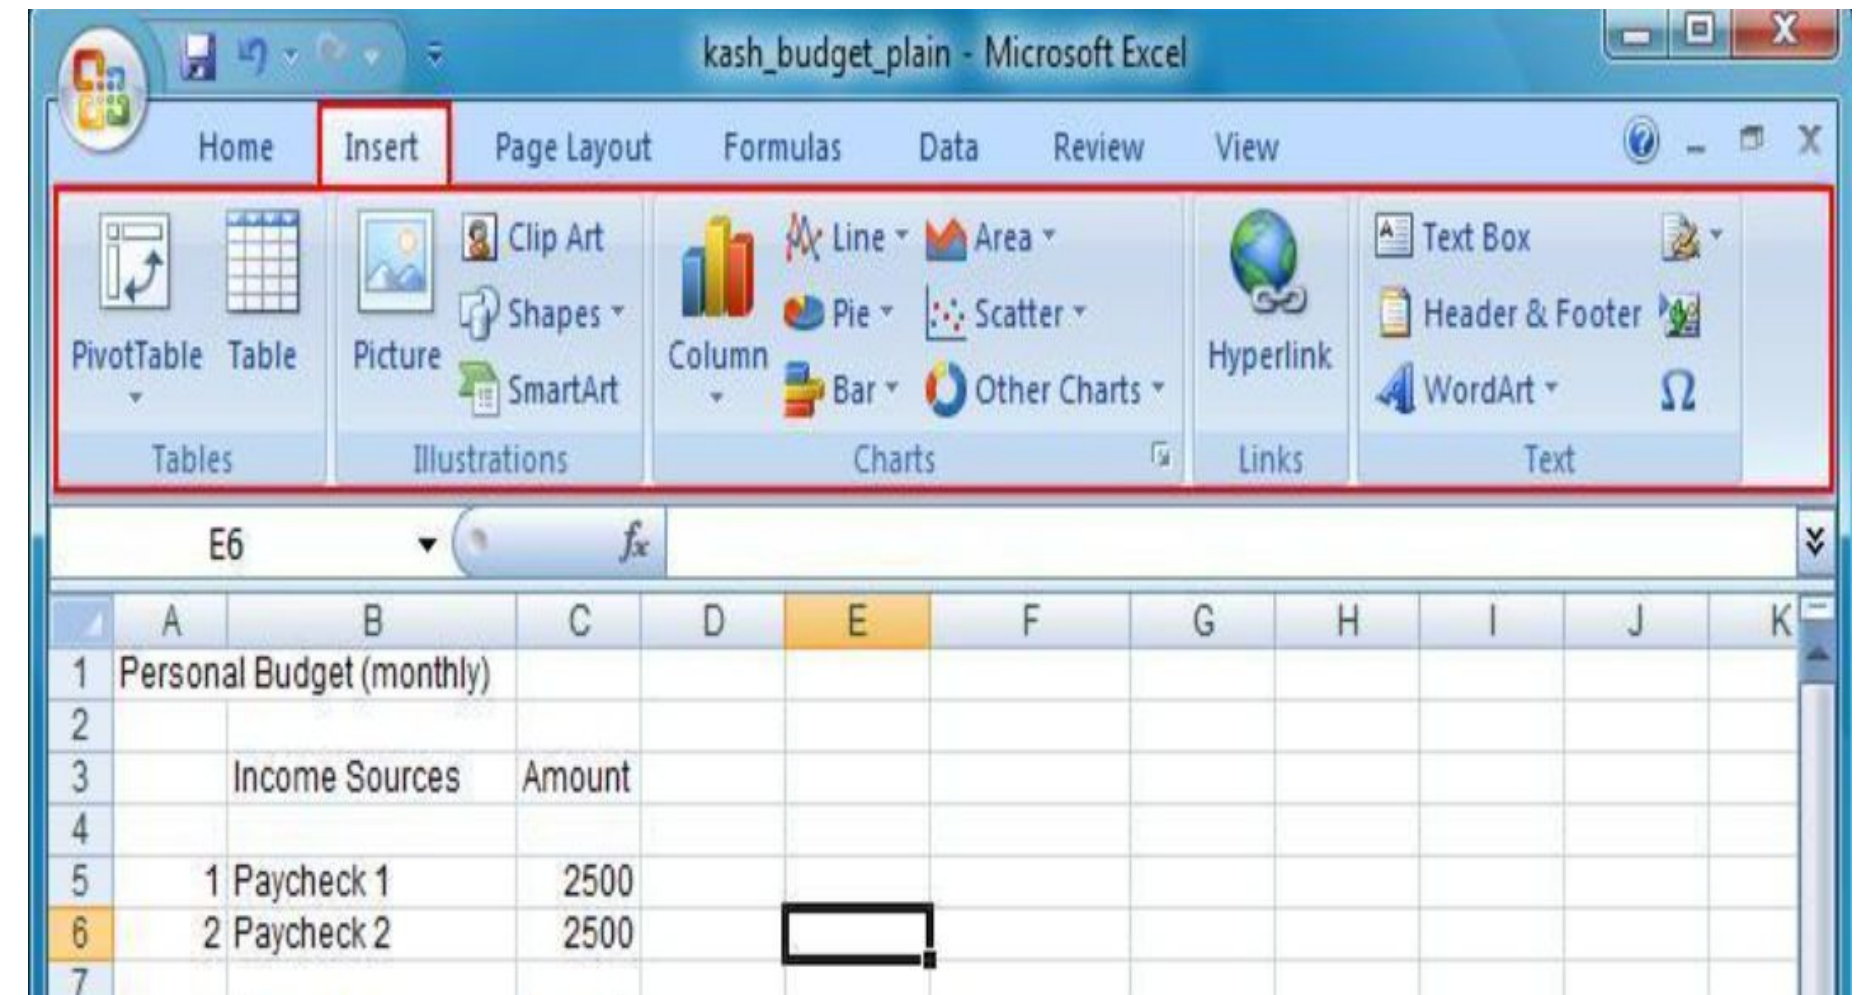 kash_budget_plain - Microsoft Excel
Home Insert Page Layout Formulas Data Review View
PivotTable Table Picture Clip Art Shapes SmartArt
Column Line Area Pie Scatter Bar Other Charts
Hyperlink
Text Box
Header & Footer
WordArt Ω
Tables Illustrations Charts Links Text
E6 fx
A B C D E F G H I J K
1 Personal Budget (monthly)
2
3 Income Sources Amount
4
5 1 Paycheck 1 2500
6 2 Paycheck 2 2500
7